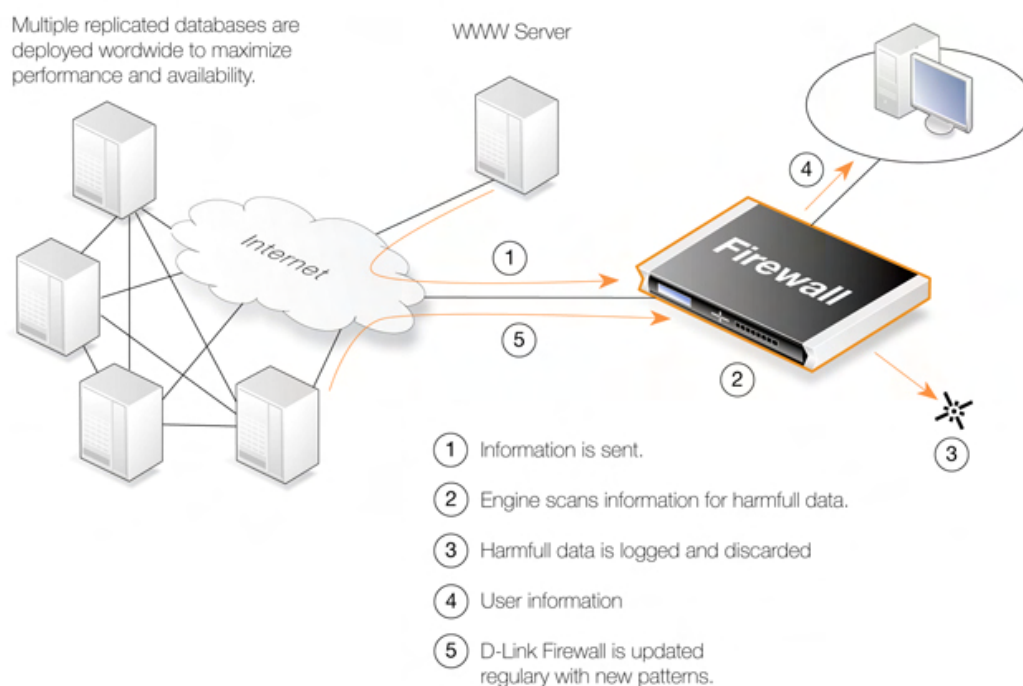 Multiple replicated databases are
deployed wordwide to maximize
performance and availability.
WWW Server
Internet
Firewall
1
5
4
2
3
1 Information is sent.
2 Engine scans information for harmfull data.
3 Harmfull data is logged and discarded
4 User information
5 D-Link Firewall is updated
regulary with new patterns.